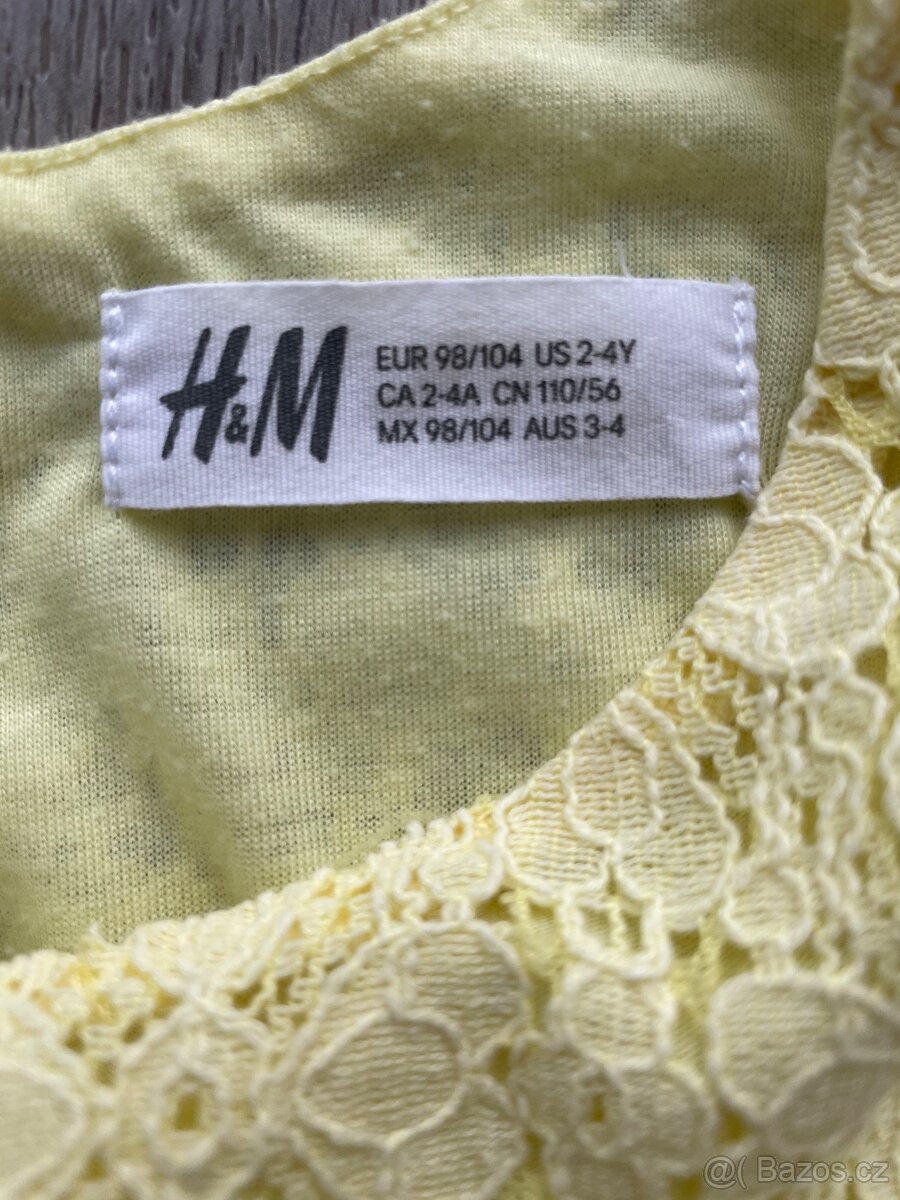 H&M
EUR 98/104 US 2-4Y
CA 2-4A CN 110/56
MX 98/104 AUS 3-4
@( Bazos.cz